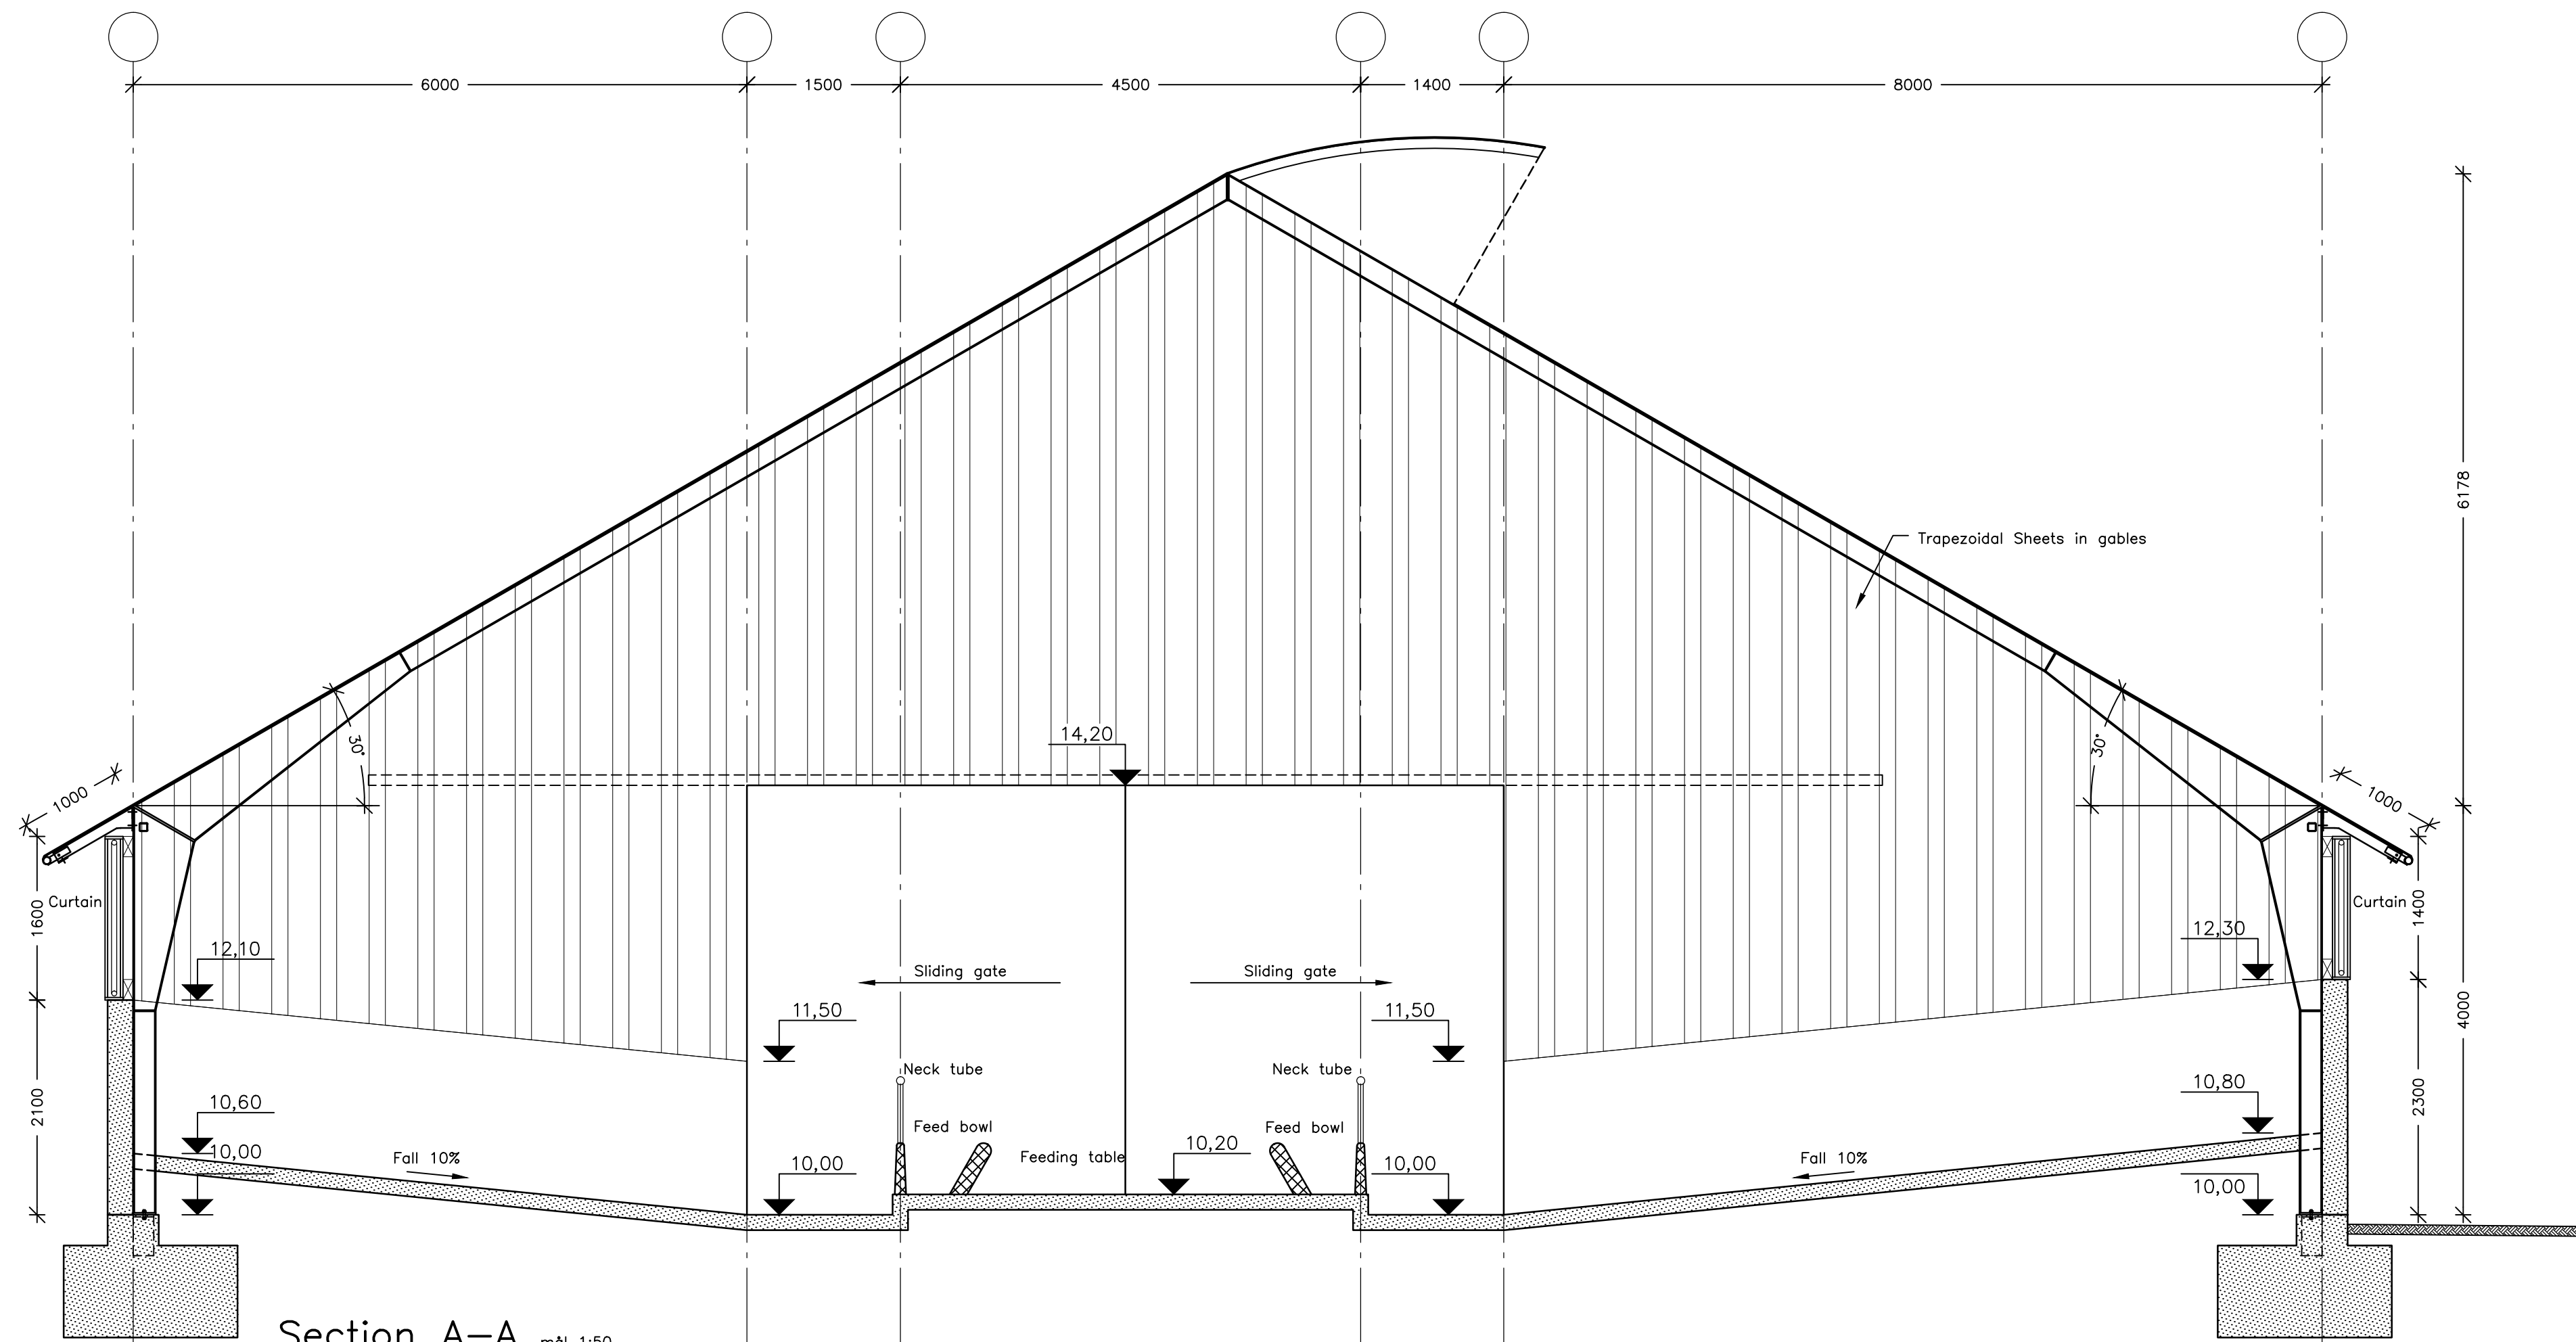 6000 1500 4500 1400 8000
6178
Trapezoidal Sheets in gables
14,20
30°
30°
1000
1000
Curtain
Curtain
1600
1400
12,10
12,30
Sliding gate
Sliding gate
11,50
11,50
4000
Neck tube
Neck tube
10,60
10,80
2100
2300
Feed bowl
Feed bowl
10,00
Fall 10%
Feeding table
10,20
Fall 10%
10,00
10,00
10,00
Section A-A mål 1:50